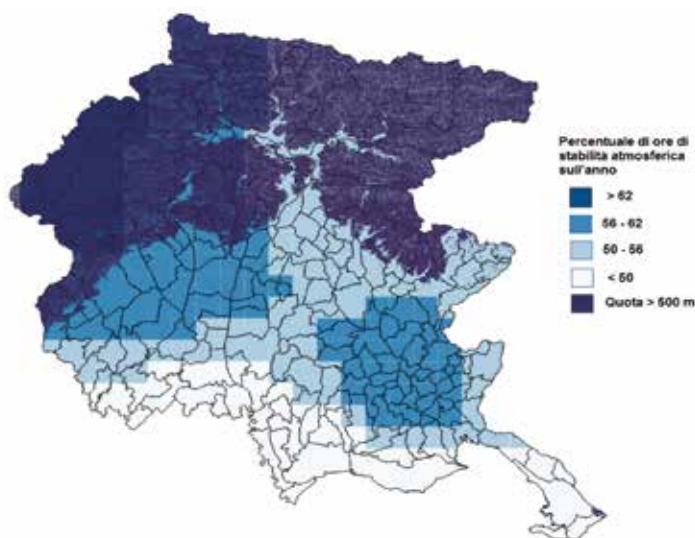 Percentuale di ore di
stabilità atmosferica
sull'anno
> 62
56 - 62
50 - 56
< 50
Quota > 500 m